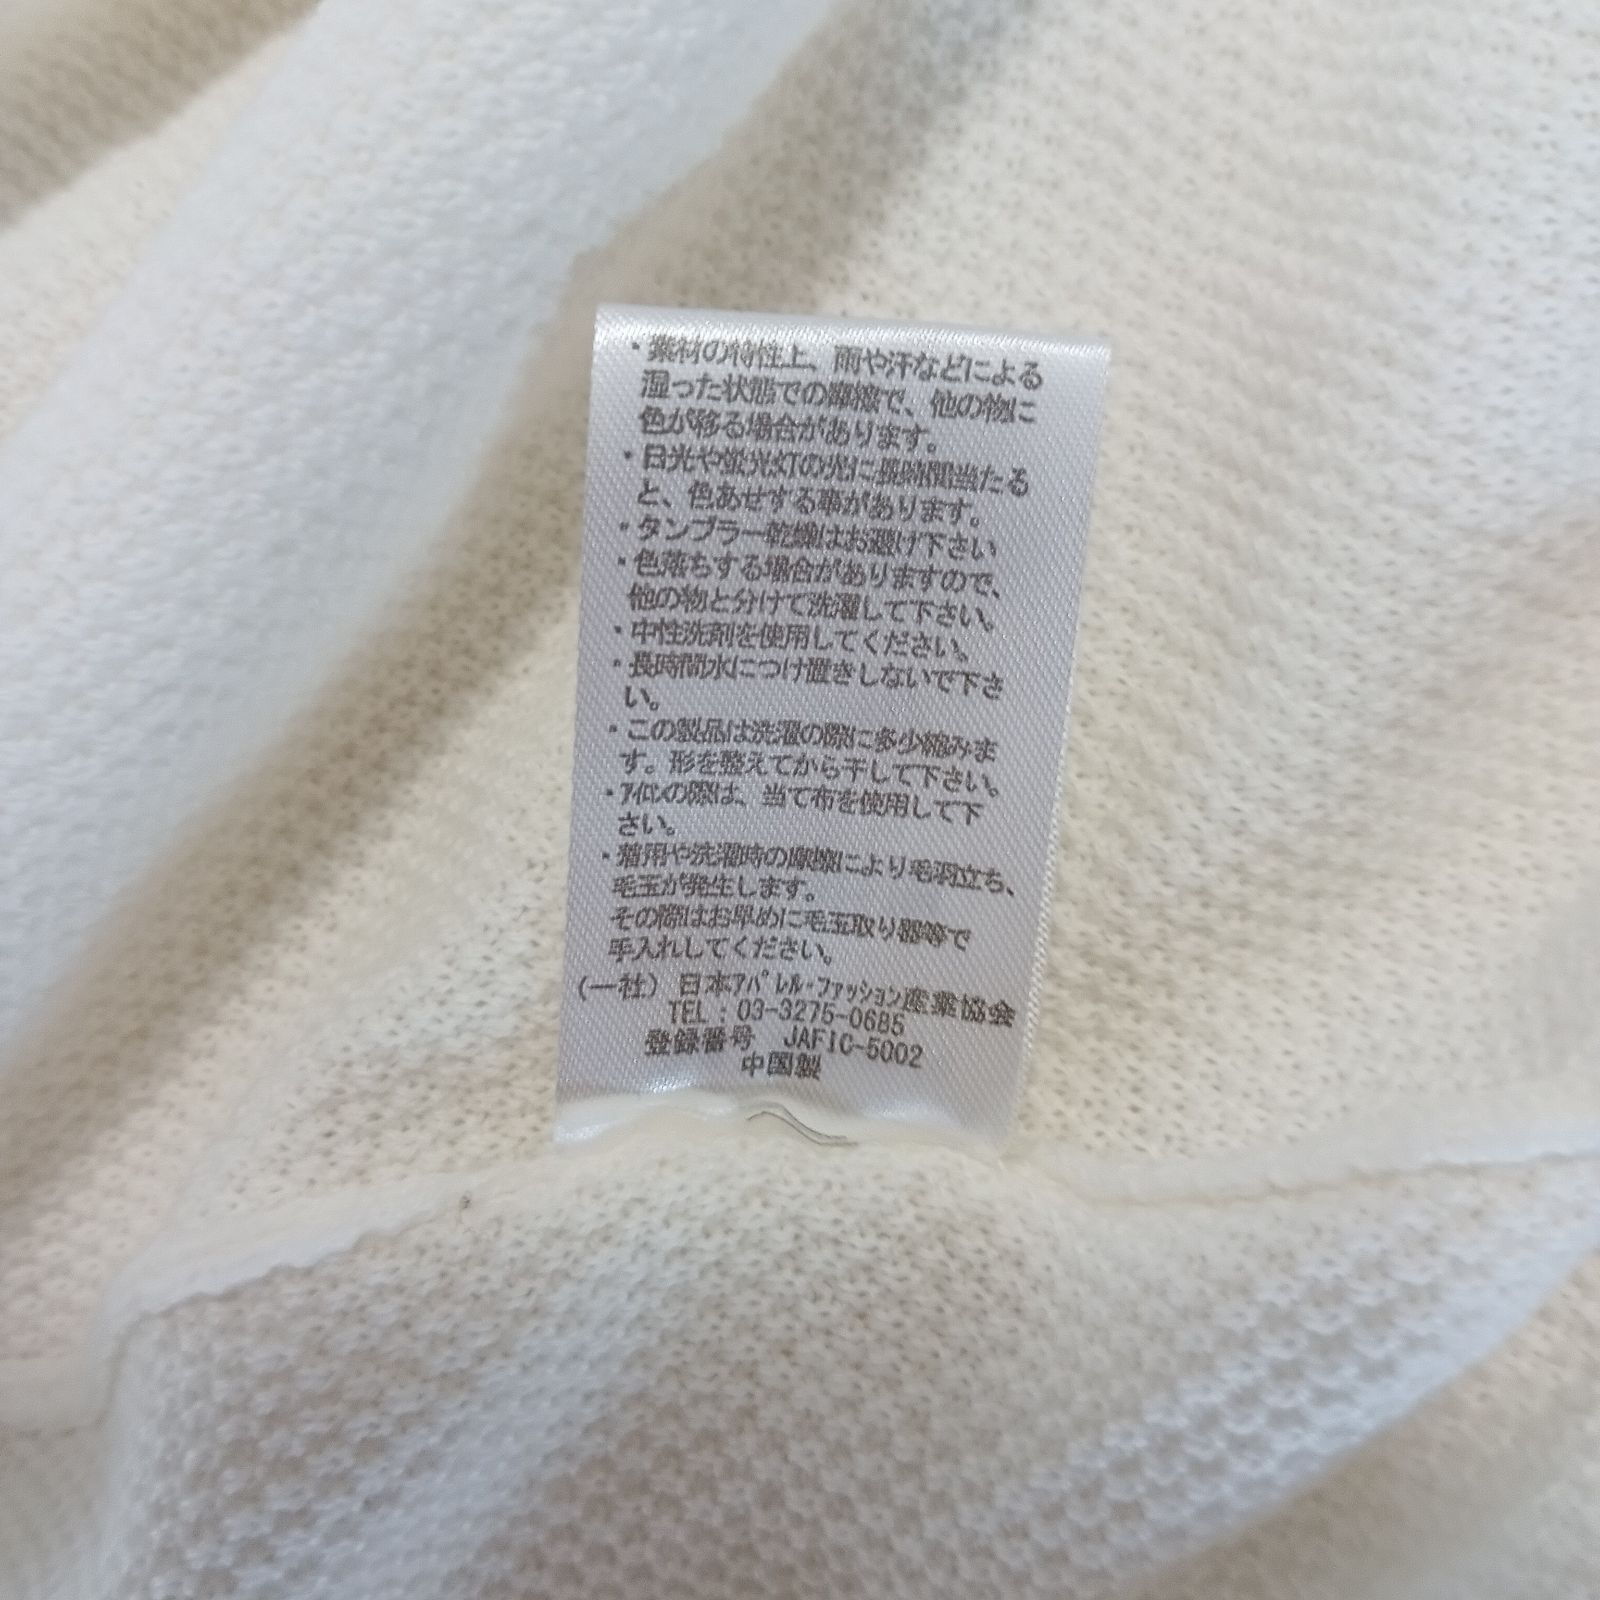 ・素材の特性上、雨や汗などによる
湿った状態での摩擦で、他の物に
色が移る場合があります。
・日光や蛍光灯の光に長時間当たる
と、色あせする事があります。
・タンブラー乾燥はお避け下さい
・色落ちする場合がありますので、
他の物と分けて洗濯して下さい。
・中性洗剤を使用してください。
・長時間水につけ置きしないで下さ
い。
・この製品は洗濯の際に多少縮みま
す。形を整えてから干して下さい。
・ｱｲﾛﾝの際は、当て布を使用して下
さい。
・着用や洗濯時の摩擦により毛羽立ち、
毛玉が発生します。
その際はお早めに毛玉取り器等で
手入れしてください。
(一社) 日本ｱﾊﾟﾚﾙ･ﾌｧｯｼｮﾝ産業協会
TEL : 03-3275-0685
登録番号 JAFIC-5002
中国製